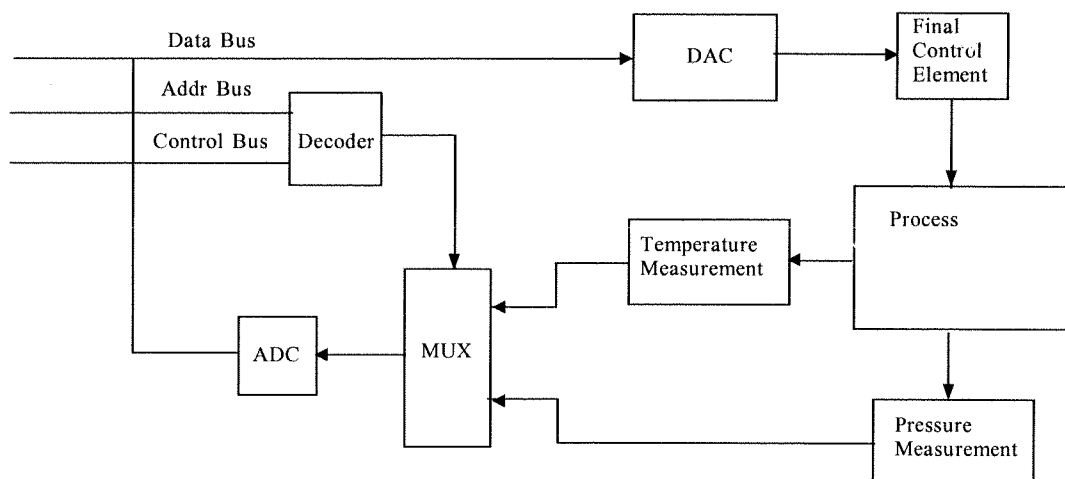 Data Bus
DAC
Final
Control
Element
Addr Bus
Control Bus
Decoder
Process
Temperature
Measurement
MUX
ADC
Pressure
Measurement